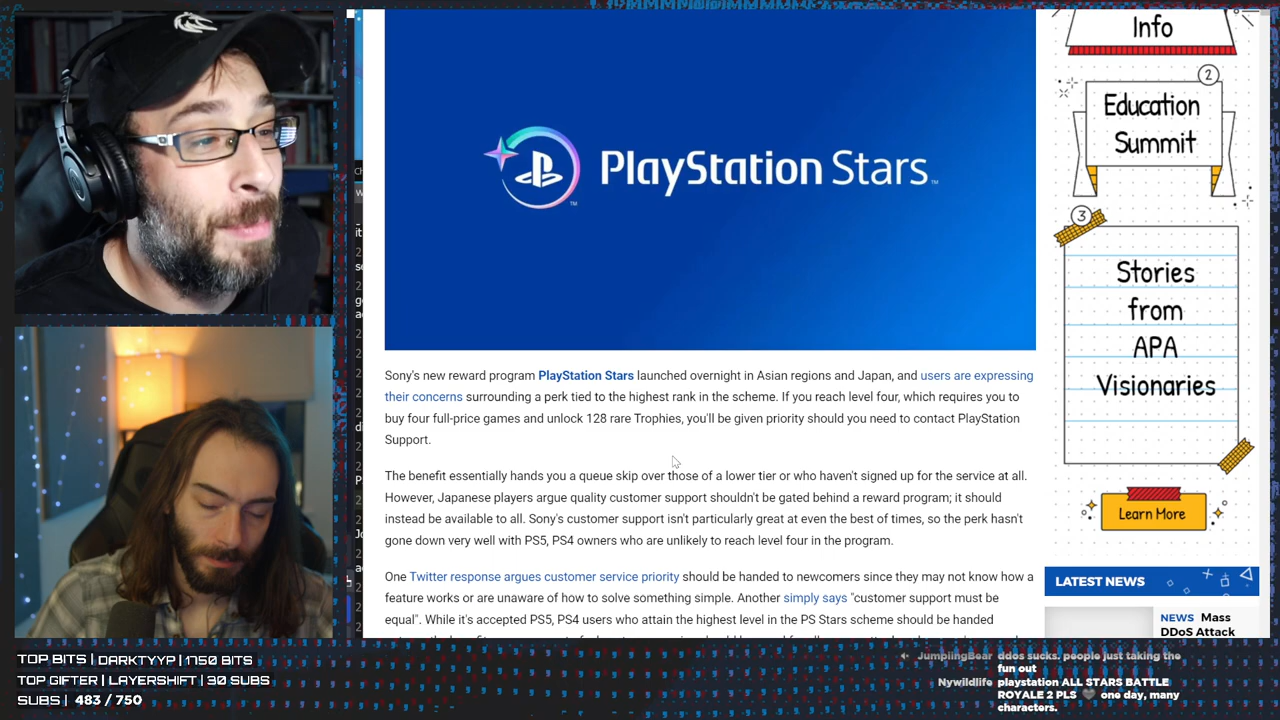 Info
2
Education
Summit
3
Stories
from
APA
Visionaries
Learn More
PlayStation Stars
Sony's new reward program PlayStation Stars launched overnight in Asian regions and Japan, and users are expressing
their concerns surrounding a perk tied to the highest rank in the scheme. If you reach level four, which requires you to
buy four full-price games and unlock 128 rare Trophies, you'll be given priority should you need to contact PlayStation
Support.
The benefit essentially hands you a queue skip over those of a lower tier or who haven't signed up for the service at all.
However, Japanese players argue quality customer support shouldn't be gated behind a reward program; it should
instead be available to all. Sony's customer support isn't particularly great at even the best of times, so the perk hasn't
gone down very well with PS5, PS4 owners who are unlikely to reach level four in the program.
One Twitter response argues customer service priority should be handed to newcomers since they may not know how a
feature works or are unaware of how to solve something simple. Another simply says "customer support must be
equal". While it's accepted PS5, PS4 users who attain the highest level in the PS Stars scheme should be handed
LATEST NEWS
NEWS Mass
DDoS Attack
TOP BITS | DARKTYYP | 1750 BITS
TOP GIFTER | LAYERSHIFT | 30 SUBS
SUBS | 483 / 750
JumpiingBear ddos sucks. people just taking the
fun out
Nywildlife playstation ALL STARS BATTLE
ROYALE 2 PLS 🖤 one day, many
characters.